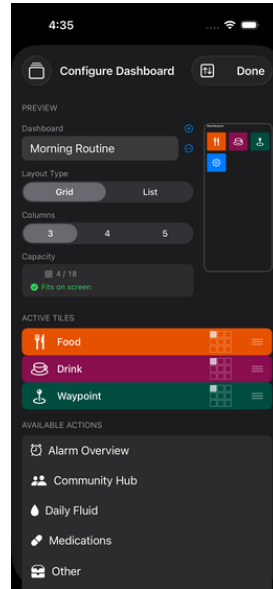 4:35
Configure Dashboard
Done
PREVIEW
Dashboard
Morning Routine
Layout Type
Grid
List
Columns
3
4
5
Capacity
4 / 18
Fits on screen
Dashboard
ACTIVE TILES
Food
Drink
Waypoint
AVAILABLE ACTIONS
Alarm Overview
Community Hub
Daily Fluid
Medications
Other